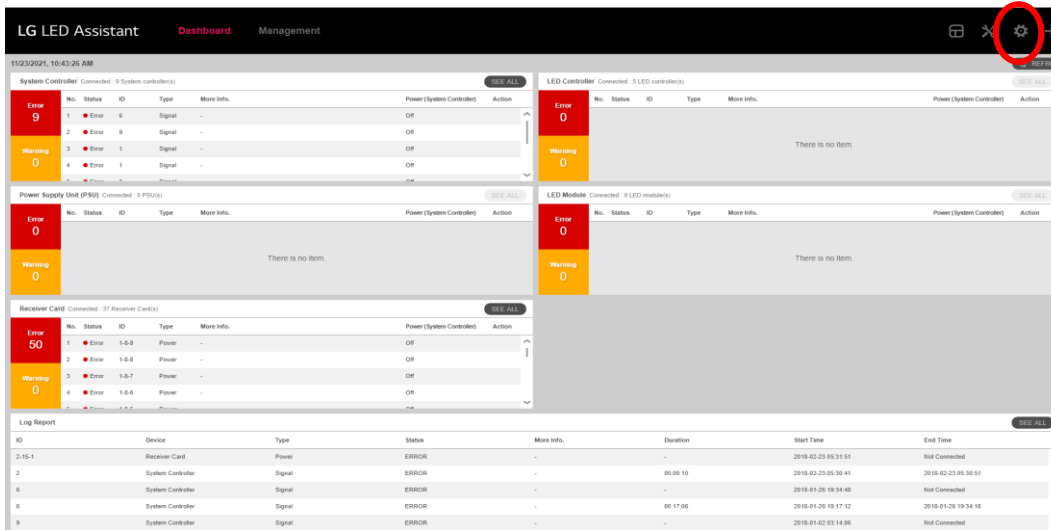 LG LED Assistant Dashboard Management
11/23/2021, 10:43:26 AM REFR
System Controller Connected : 9 System controller(s) SEE ALL
Error
9
Warning
0
No. Status ID Type More Info. Power (System Controller) Action
1 Error 6 Signal - Off
2 Error 9 Signal - Off
3 Error 1 Signal - Off
4 Error 1 Signal - Off
LED Controller Connected : 5 LED controller(s) SEE ALL
Error
0
Warning
0
No. Status ID Type More Info. Power (System Controller) Action
There is no item.
Power Supply Unit (PSU) Connected : 0 PSU(s) SEE ALL
Error
0
Warning
0
No. Status ID Type More Info. Power (System Controller) Action
There is no item.
LED Module Connected : 0 LED module(s) SEE ALL
Error
0
Warning
0
No. Status ID Type More Info. Power (System Controller) Action
There is no item.
Receiver Card Connected : 37 Receiver Card(s) SEE ALL
Error
50
Warning
0
No. Status ID Type More Info. Power (System Controller) Action
1 Error 1-8-9 Power - Off
2 Error 1-8-8 Power - Off
3 Error 1-8-7 Power - Off
4 Error 1-8-6 Power - Off
Log Report SEE ALL
ID Device Type Status More Info. Duration Start Time End Time
2-15-1 Receiver Card Power ERROR - - 2018-02-23 05:31:51 Not Connected
2 System Controller Signal ERROR - 00:00:10 2018-02-23 05:30:41 2018-02-23 05:30:51
6 System Controller Signal ERROR - - 2018-01-26 19:34:48 Not Connected
6 System Controller Signal ERROR - 00:17:06 2018-01-26 19:17:12 2018-01-26 19:34:18
9 System Controller Signal ERROR - - 2018-01-02 03:14:06 Not Connected